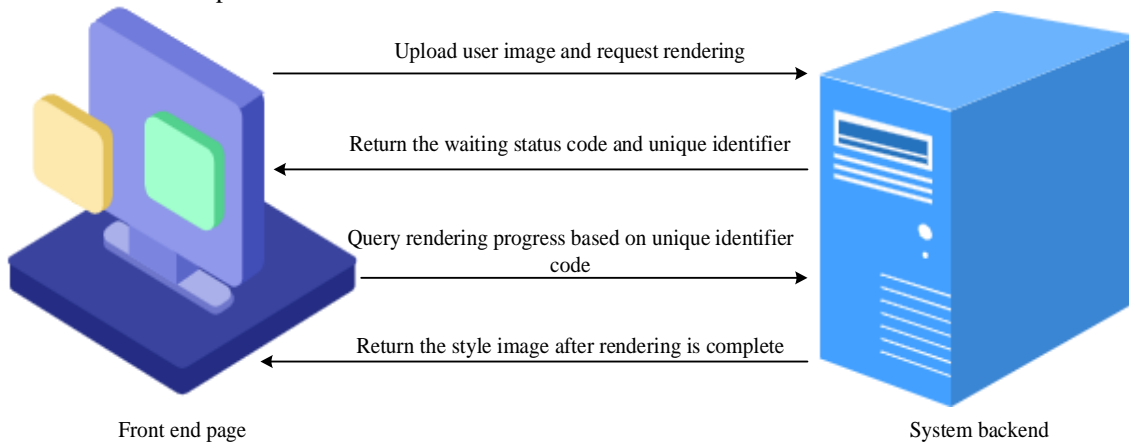 Upload user image and request rendering
Return the waiting status code and unique identifier
Query rendering progress based on unique identifier
code
Return the style image after rendering is complete
Front end page
System backend